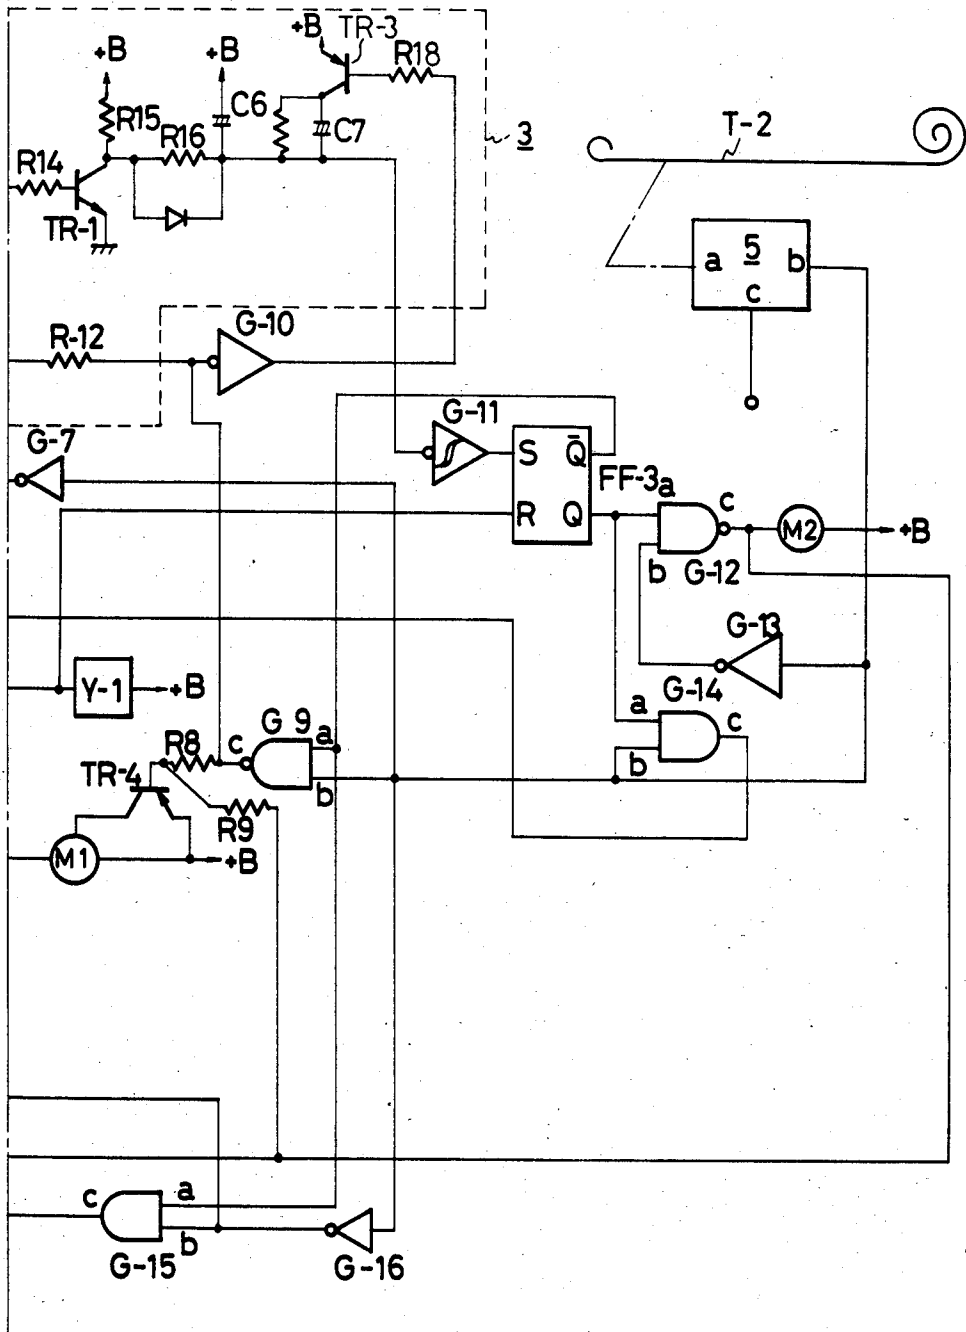 +B
TR-3
+B
+B
R18
C6
R15
R16
C7
3
T-2
R14
TR-1
a 5 b
c
R-12
G-10
G-11
G-7
S Q̄
FF-3
a
c
R Q
M2
+B
b
G-12
G-13
Y-1
+B
G-14
a
c
G 9
R8
c
a
b
TR-4
b
R9
M1
+B
c
a
b
G-15
G-16